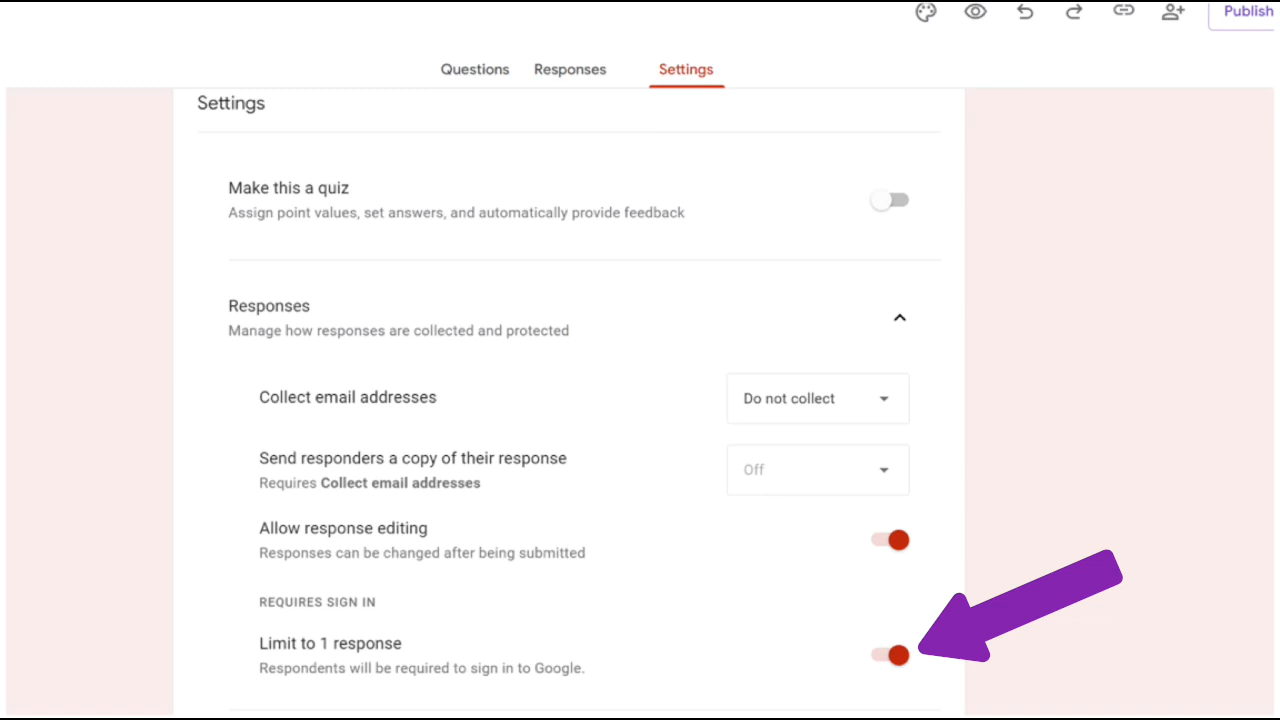 Publish
Questions Responses Settings
Settings
Make this a quiz
Assign point values, set answers, and automatically provide feedback
Responses
Manage how responses are collected and protected
Collect email addresses
Do not collect
Send responders a copy of their response
Requires Collect email addresses
Off
Allow response editing
Responses can be changed after being submitted
REQUIRES SIGN IN
Limit to 1 response
Respondents will be required to sign in to Google.